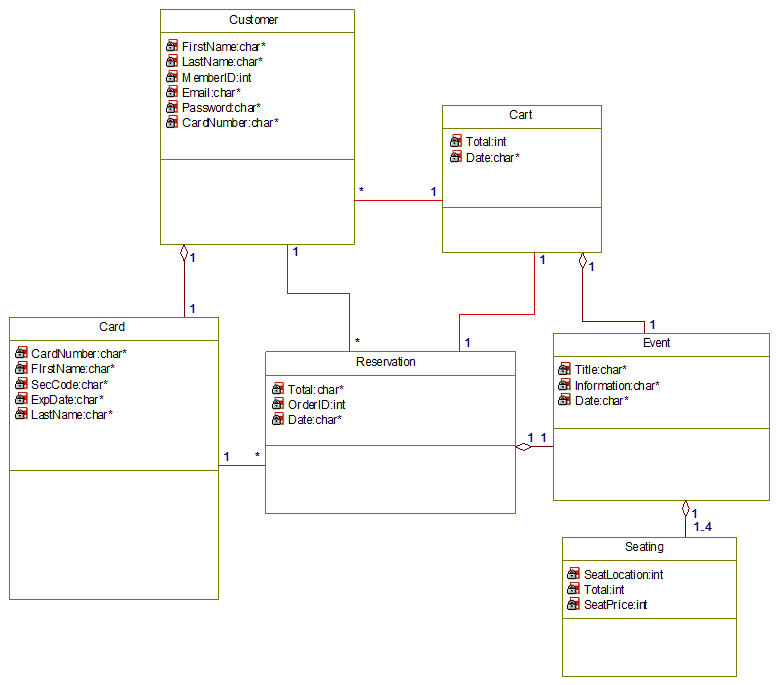 Customer
FirstName:char*
LastName:char*
MemberID:int
Email:char*
Password:char*
CardNumber:char*
Cart
Total:int
Date:char*
* 1
1 1 1 1
1 1
* 1 1
Card
CardNumber:char*
FIrstName:char*
SecCode:char*
ExpDate:char*
LastName:char*
Reservation
Total:char*
OrderID:int
Date:char*
Event
Title:char*
Information:char*
Date:char*
1 * 1 1
1
1..4
Seating
SeatLocation:int
Total:int
SeatPrice:int